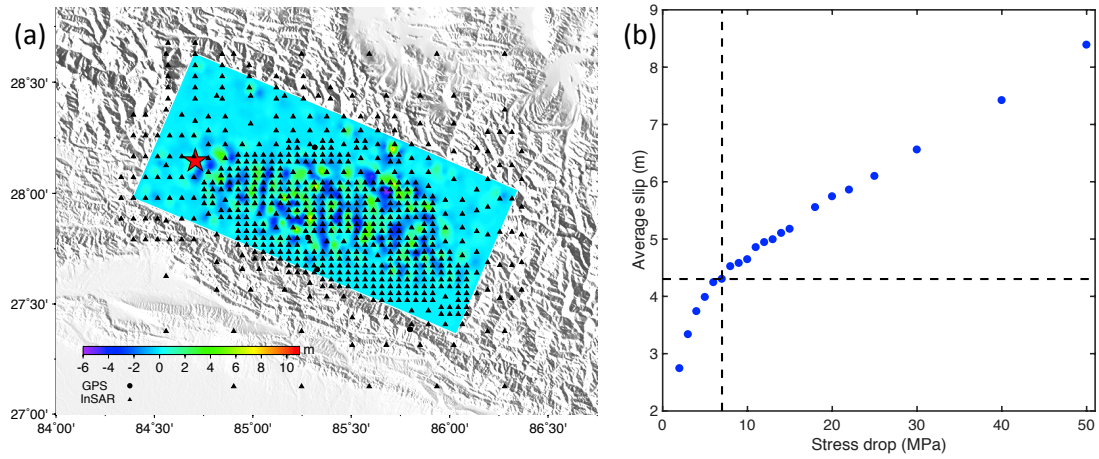 (a)
28°30'
28°00'
27°30'
27°00'
84°00'
84°30'
85°00'
85°30'
86°00'
86°30'
-6 -4 -2 0 2 4 6 8 10 m
GPS
InSAR
(b)
9
8
7
6
5
4
3
2
Average slip (m)
0 10 20 30 40 50
Stress drop (MPa)